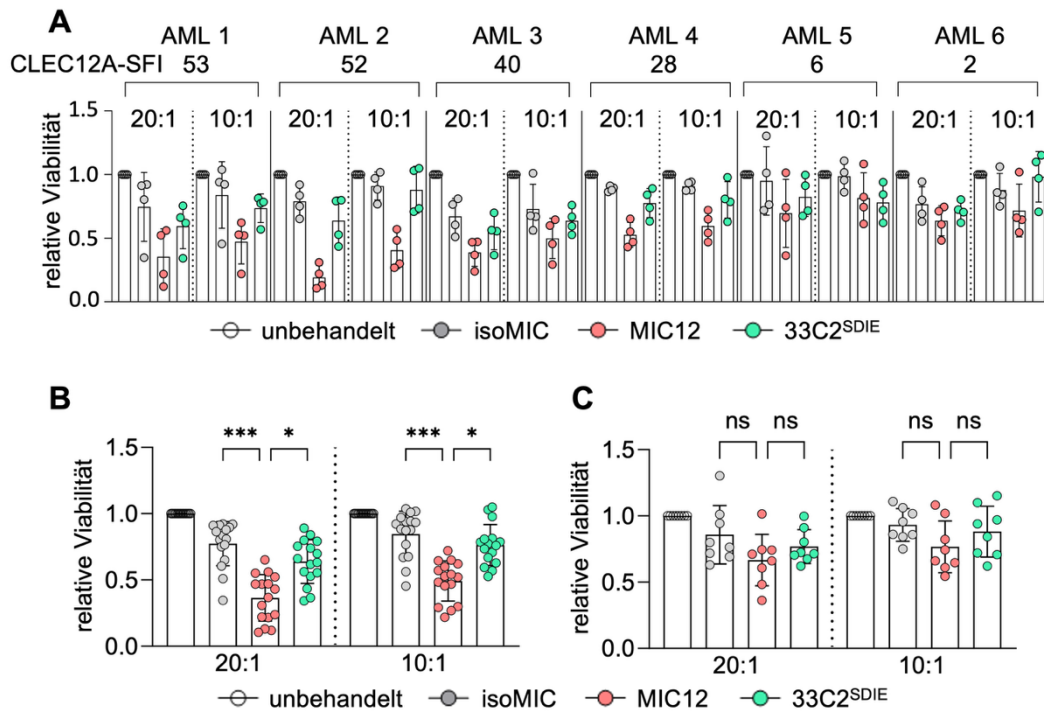 A
AML 1 AML 2 AML 3 AML 4 AML 5 AML 6
CLEC12A-SFI 53 52 40 28 6 2
20:1 10:1 20:1 10:1 20:1 10:1 20:1 10:1 20:1 10:1 20:1 10:1
relative Viabilität
1.5
1.0
0.5
0.0
unbehandelt isoMIC MIC12 33C2SDIE
B
*** * *** *
relative Viabilität
1.5
1.0
0.5
0.0
20:1 10:1
C
ns ns ns ns
relative Viabilität
1.5
1.0
0.5
0.0
20:1 10:1
unbehandelt isoMIC MIC12 33C2SDIE